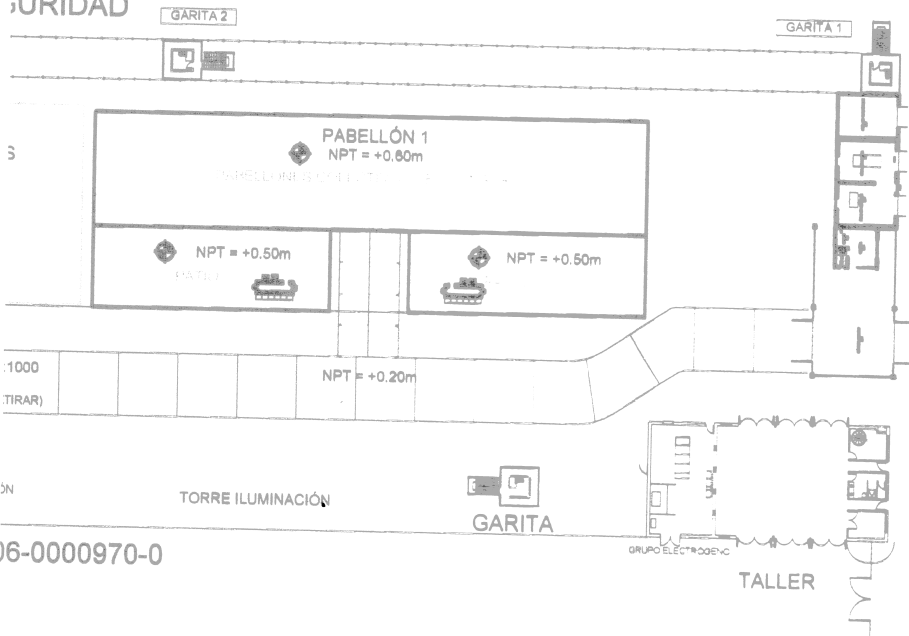 GURIDAD
GARITA 2
GARITA 1
S
PABELLÓN 1
NPT = +0.60m
NPT = +0.50m
NPT = +0.50m
:1000
NPT = +0.20m
TIRAR)
ÓN
TORRE ILUMINACIÓN
GARITA
06-0000970-0
GRUPO ELECTROGENO
TALLER